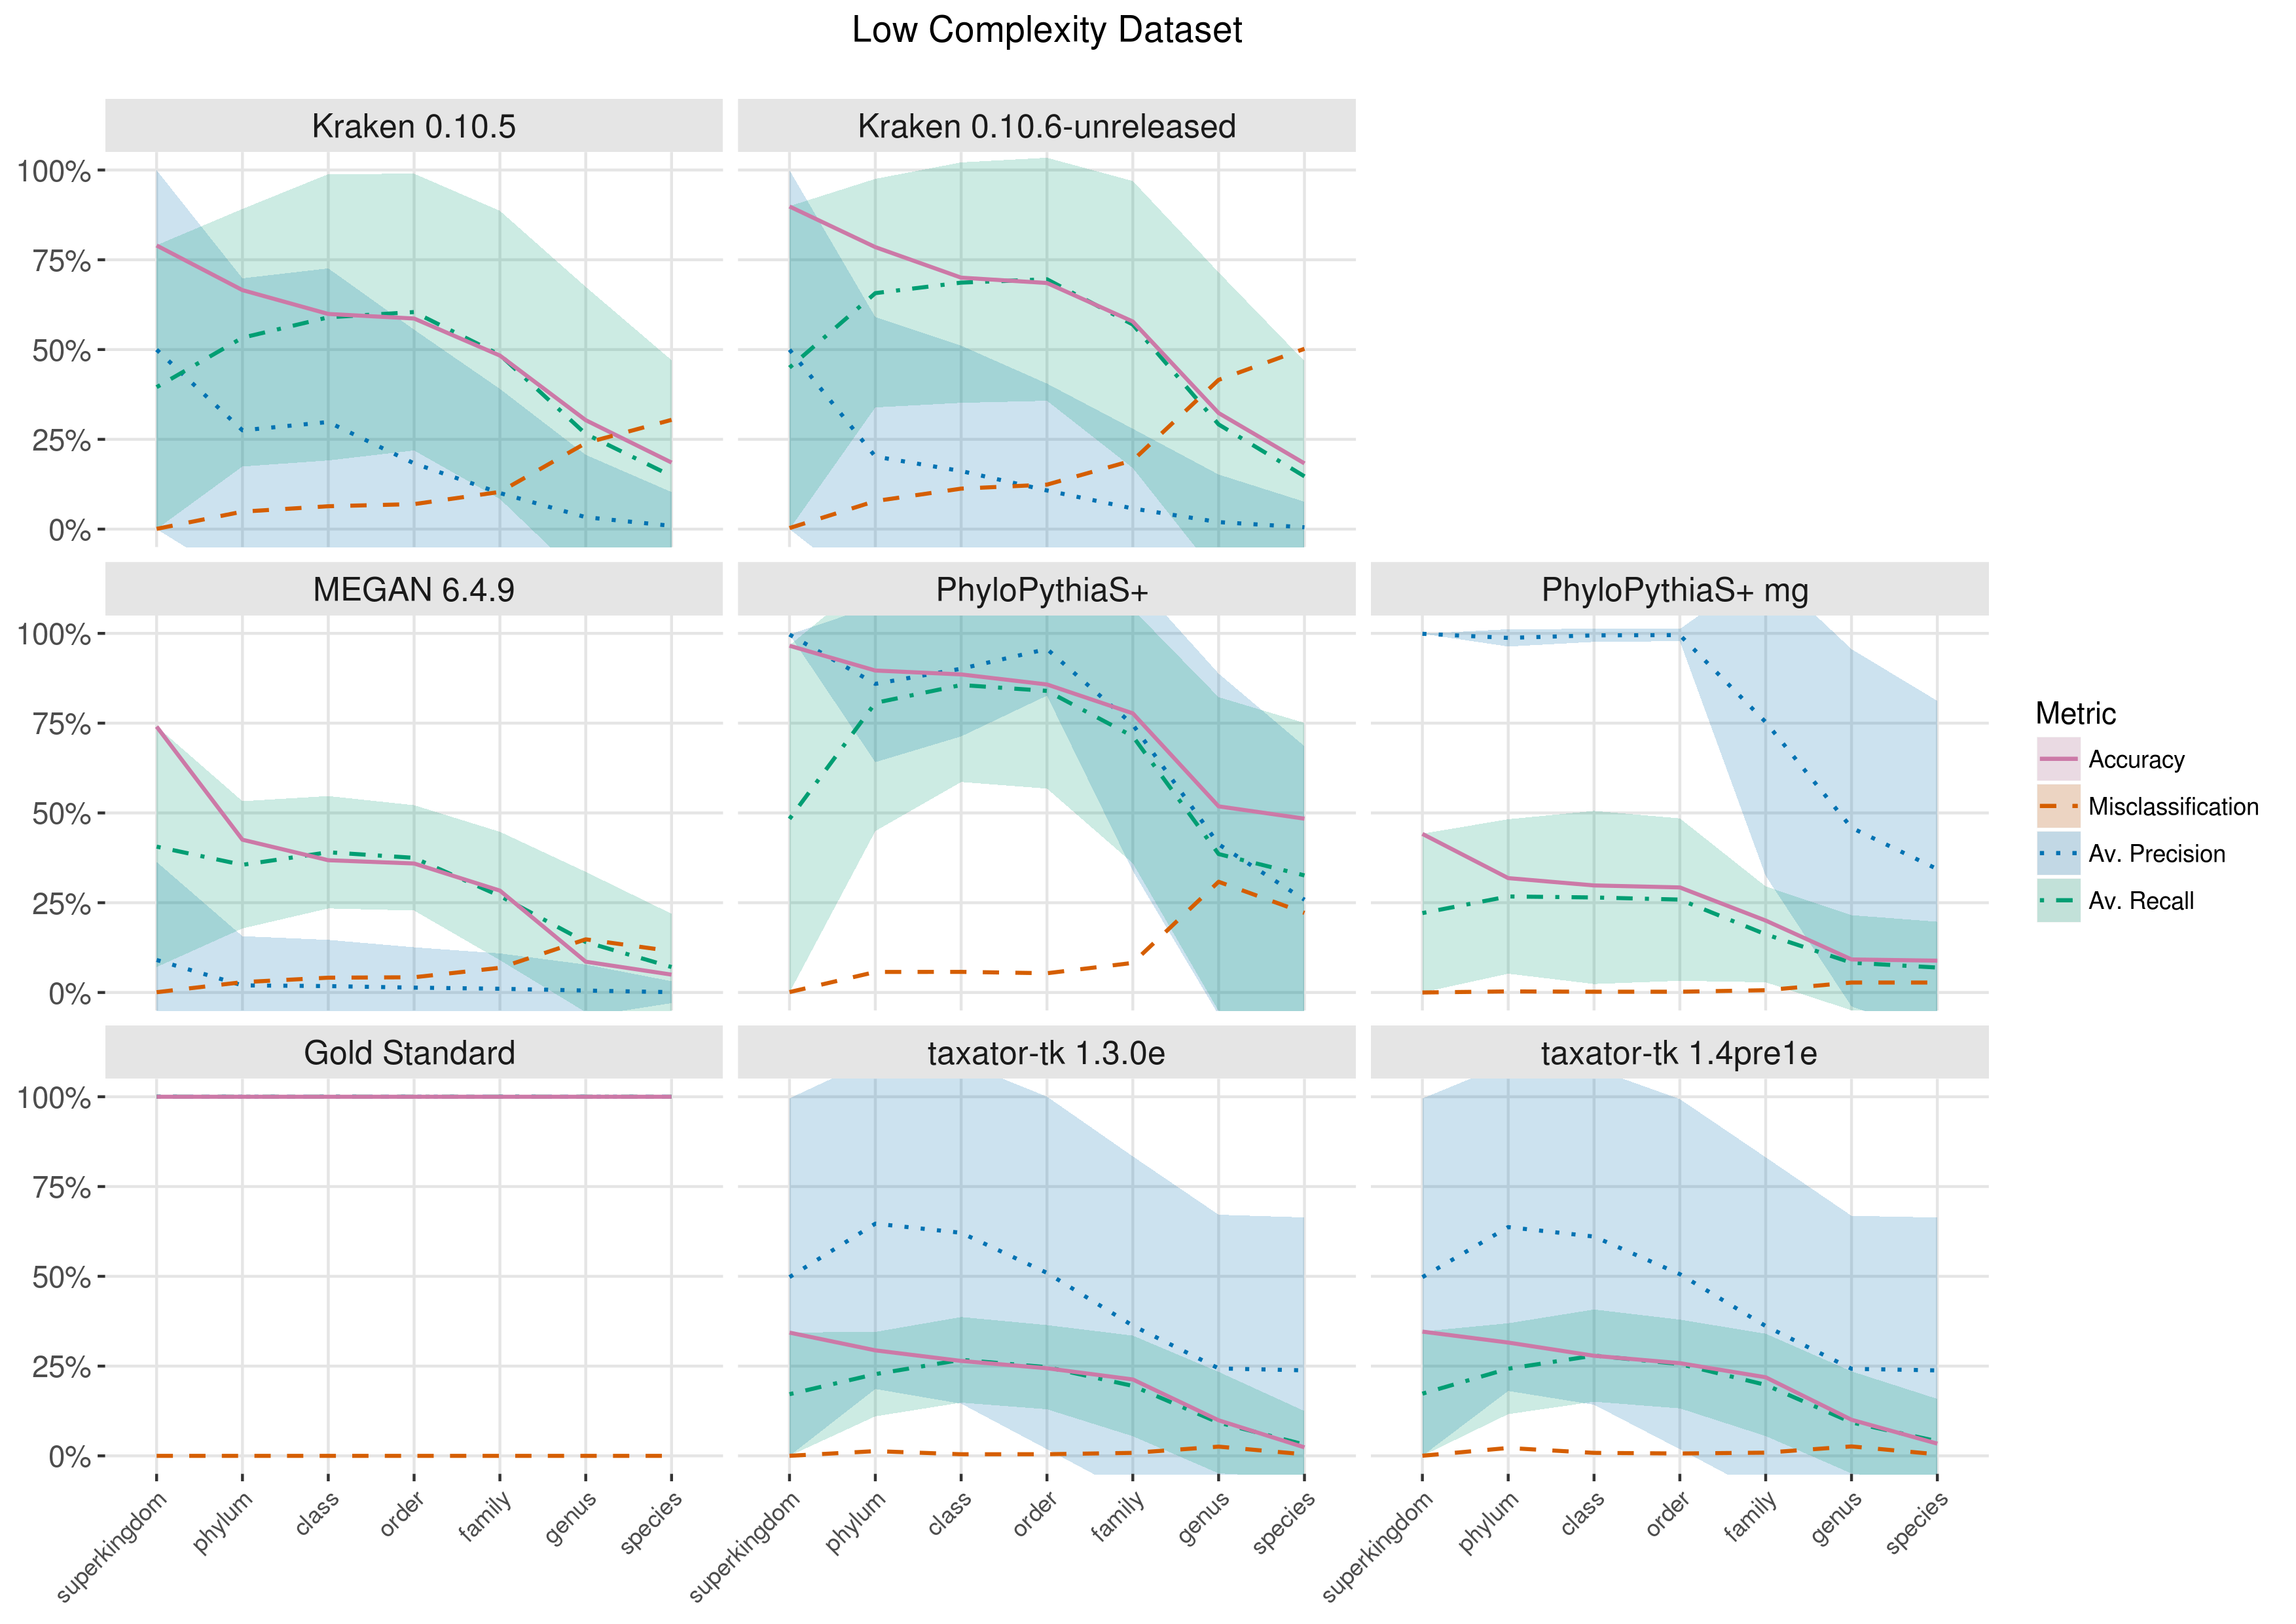 Low Complexity Dataset
Kraken 0.10.5
Kraken 0.10.6-unreleased
100%
75%
50%
25%
0%
MEGAN 6.4.9
PhyloPythiaS+
PhyloPythiaS+ mg
100%
75%
50%
25%
0%
Metric
Accuracy
Misclassification
Av. Precision
Av. Recall
Gold Standard
taxator-tk 1.3.0e
taxator-tk 1.4pre1e
100%
75%
50%
25%
0%
superkingdom
phylum
class
order
family
genus
species
superkingdom
phylum
class
order
family
genus
species
superkingdom
phylum
class
order
family
genus
species